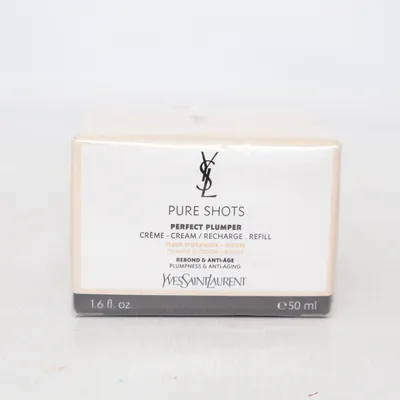 YSL
PURE SHOTS
PERFECT PLUMPER
CRÈME - CREAM / RECHARGE . REFILL
REBOND & ANTI-ÂGE
PLUMPNESS & ANTI-AGING
YVESSAINTLAURENT
1.6 fl. oz. ℮ 50 ml